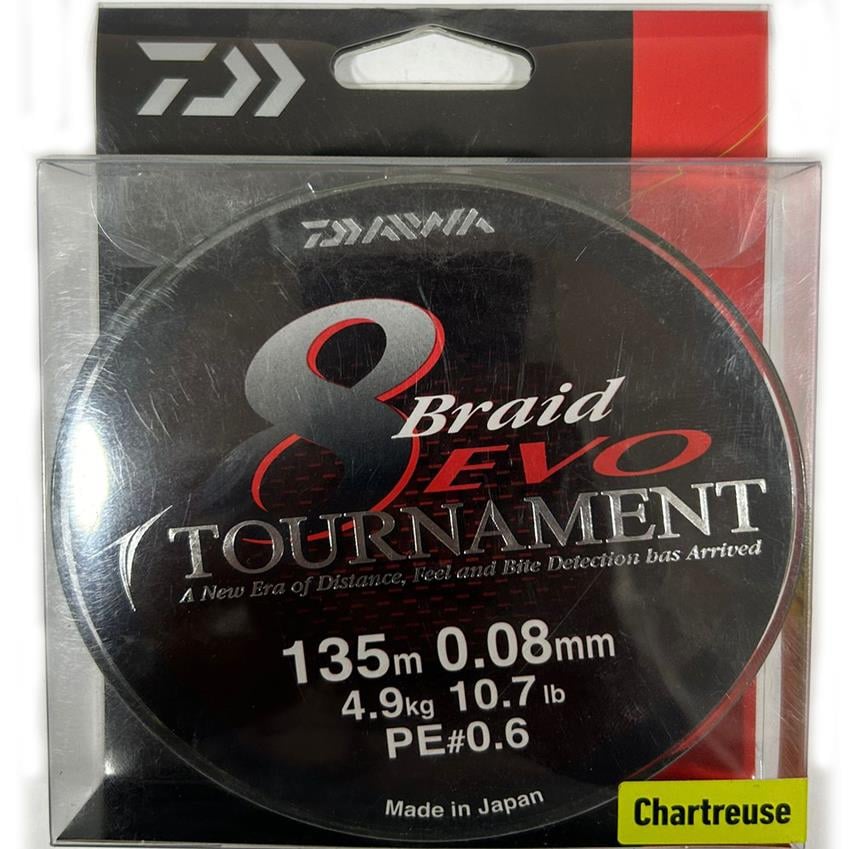 DAIWA
8 Braid
EVO
TOURNAMENT
A New Era of Distance, Feel and Bite Detection has Arrived
135m 0.08mm
4.9kg 10.7 lb
PE#0.6
Made in Japan
Chartreuse